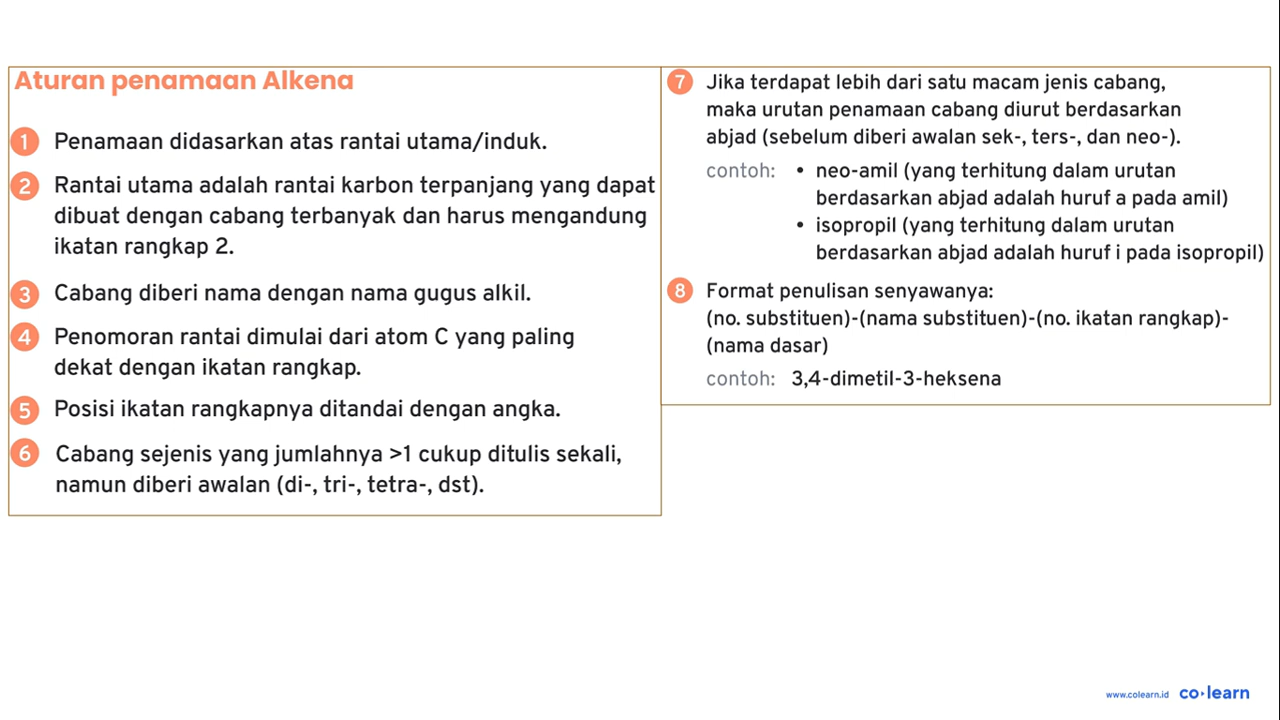 Aturan penamaan Alkena
1 Penamaan didasarkan atas rantai utama/induk.
2 Rantai utama adalah rantai karbon terpanjang yang dapat
dibuat dengan cabang terbanyak dan harus mengandung
ikatan rangkap 2.
3 Cabang diberi nama dengan nama gugus alkil.
4 Penomoran rantai dimulai dari atom C yang paling
dekat dengan ikatan rangkap.
5 Posisi ikatan rangkapnya ditandai dengan angka.
6 Cabang sejenis yang jumlahnya >1 cukup ditulis sekali,
namun diberi awalan (di-, tri-, tetra-, dst).
7 Jika terdapat lebih dari satu macam jenis cabang,
maka urutan penamaan cabang diurut berdasarkan
abjad (sebelum diberi awalan sek-, ters-, dan neo-).
contoh: • neo-amil (yang terhitung dalam urutan
berdasarkan abjad adalah huruf a pada amil)
• isopropil (yang terhitung dalam urutan
berdasarkan abjad adalah huruf i pada isopropil)
8 Format penulisan senyawanya:
(no. substituen)-(nama substituen)-(no. ikatan rangkap)-
(nama dasar)
contoh: 3,4-dimetil-3-heksena
www.colearn.id co·learn